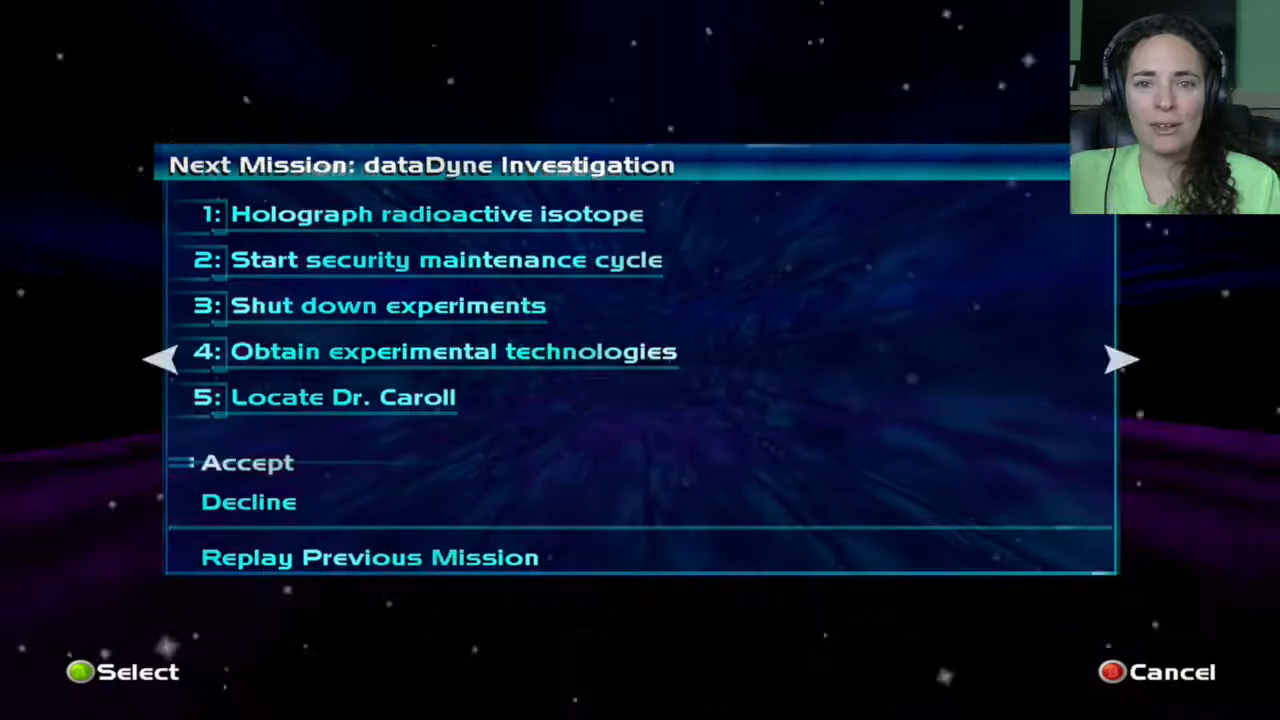 Next Mission: dataDyne Investigation
1: Holograph radioactive isotope
2: Start security maintenance cycle
3: Shut down experiments
4: Obtain experimental technologies
5: Locate Dr. Caroll
Accept
Decline
Replay Previous Mission
Select
Cancel